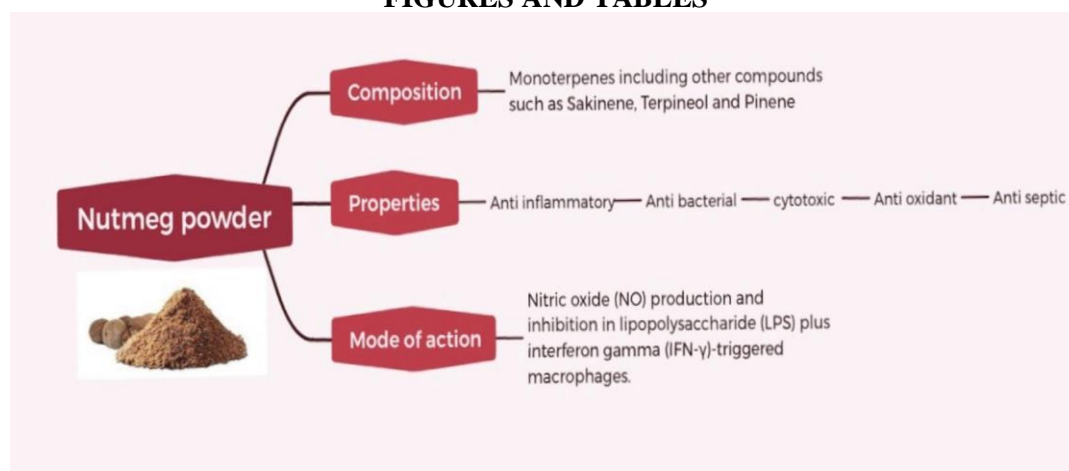 FIGURES AND TABLES
Composition
Monoterpenes including other compounds
such as Sakinene, Terpineol and Pinene
Nutmeg powder
Properties
Anti inflammatory
Anti bacterial
cytotoxic
Anti oxidant
Anti septic
Mode of action
Nitric oxide (NO) production and
inhibition in lipopolysaccharide (LPS) plus
interferon gamma (IFN-γ)-triggered
macrophages.